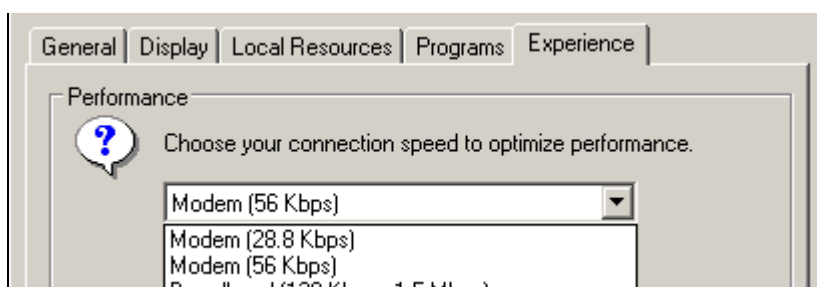 General Display Local Resources Programs Experience
Performance
?
Choose your connection speed to optimize performance.
Modem (56 Kbps)
Modem (28.8 Kbps)
Modem (56 Kbps)